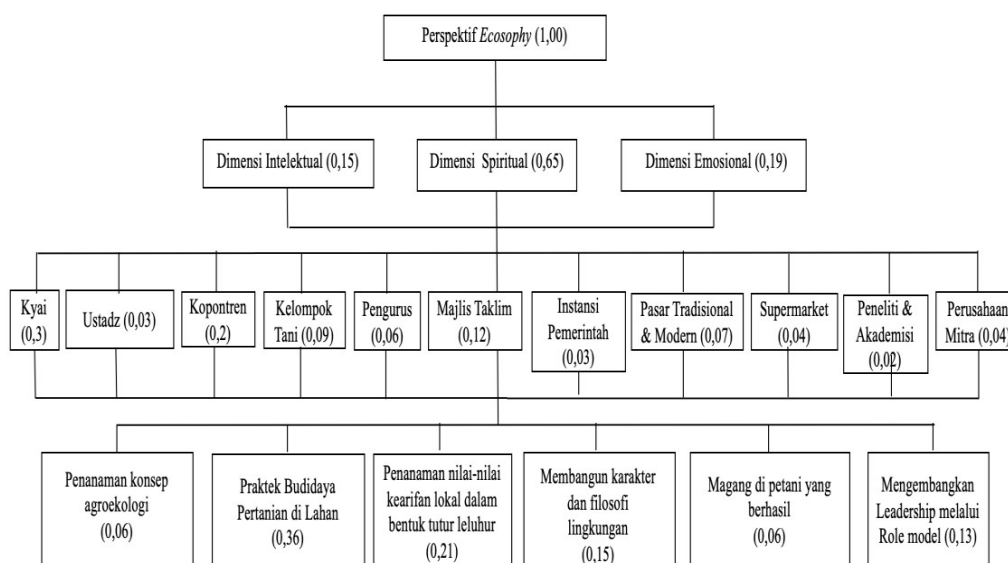 Perspektif Ecosophy (1,00)
Dimensi Intelektual (0,15)
Dimensi Spiritual (0,65)
Dimensi Emosional (0,19)
Kyai
(0,3)
Ustadz (0,03)
Kopontren
(0,2)
Kelompok
Tani (0,09)
Pengurus
(0,06)
Majlis Taklim
(0,12)
Instansi
Pemerintah
(0,03)
Pasar Tradisional
& Modern (0,07)
Supermarket
(0,04)
Peneliti &
Akademisi
(0,02)
Perusahaan
Mitra (0,04)
Penanaman konsep
agroekologi
(0,06)
Praktek Budidaya
Pertanian di Lahan
(0,36)
Penanaman nilai-nilai
kearifan lokal dalam
bentuk tutur leluhur
(0,21)
Membangun karakter
dan filosofi
lingkungan
(0,15)
Magang di petani yang
berhasil
(0,06)
Mengembangkan
Leadership melalui
Role model (0,13)